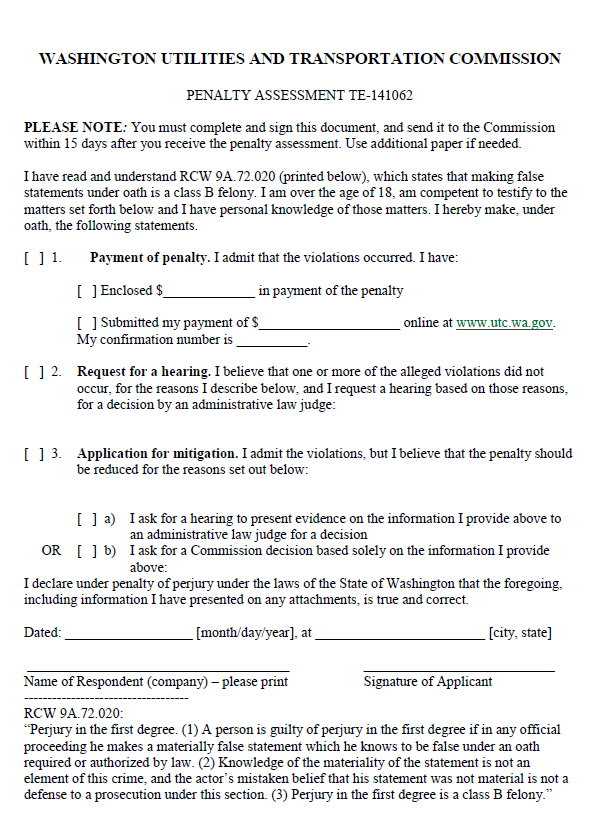 WASHINGTON UTILITIES AND TRANSPORTATION COMMISSION
PENALTY ASSESSMENT TE-141062
PLEASE NOTE: You must complete and sign this document, and send it to the Commission
within 15 days after you receive the penalty assessment. Use additional paper if needed.
I have read and understand RCW 9A.72.020 (printed below), which states that making false
statements under oath is a class B felony. I am over the age of 18, am competent to testify to the
matters set forth below and I have personal knowledge of those matters. I hereby make, under
oath, the following statements.
[ ] 1. Payment of penalty. I admit that the violations occurred. I have:
[ ] Enclosed $______________ in payment of the penalty
[ ] Submitted my payment of $_____________________ online at www.utc.wa.gov.
My confirmation number is ___________.
[ ] 2. Request for a hearing. I believe that one or more of the alleged violations did not
occur, for the reasons I describe below, and I request a hearing based on those reasons,
for a decision by an administrative law judge:
[ ] 3. Application for mitigation. I admit the violations, but I believe that the penalty should
be reduced for the reasons set out below:
[ ] a) I ask for a hearing to present evidence on the information I provide above to
an administrative law judge for a decision
OR [ ] b) I ask for a Commission decision based solely on the information I provide
above:
I declare under penalty of perjury under the laws of the State of Washington that the foregoing,
including information I have presented on any attachments, is true and correct.
Dated: ____________________ [month/day/year], at __________________________ [city, state]
________________________________________ _____________________________
Name of Respondent (company) – please print Signature of Applicant
-----------------------------------
RCW 9A.72.020:
“Perjury in the first degree. (1) A person is guilty of perjury in the first degree if in any official
proceeding he makes a materially false statement which he knows to be false under an oath
required or authorized by law. (2) Knowledge of the materiality of the statement is not an
element of this crime, and the actor’s mistaken belief that his statement was not material is not a
defense to a prosecution under this section. (3) Perjury in the first degree is a class B felony.”